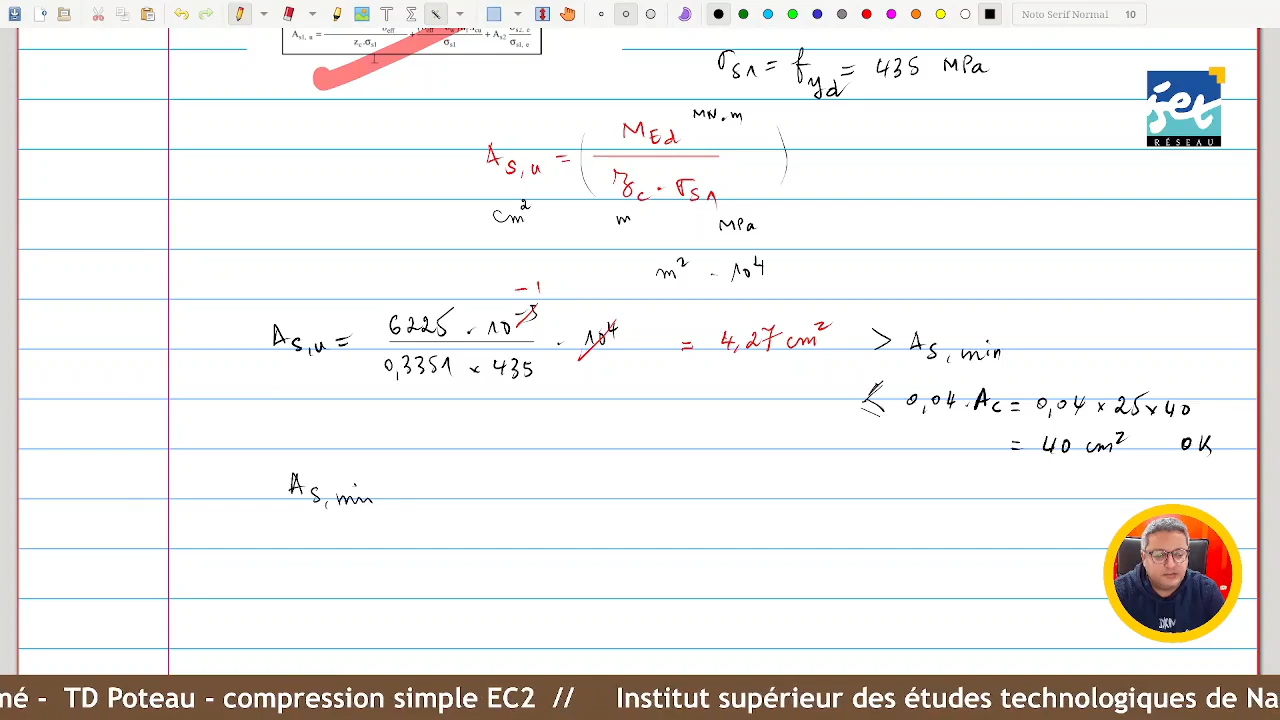 Noto Serif Normal 10
σs1 = fyd = 435 MPa
jet
RÉSEAU
MN.m
As,u = ( MEd / zc . σs1 )
cm² m MPa
m² . 10⁴
-1
As,u = 6225 . 10⁻³ / 0,3351 × 435 . 10⁴ = 4,27 cm² > As,min
≤ 0,04 . Ac = 0,04 × 25 × 40
= 40 cm² OK
As,min
mé - TD Poteau - compression simple EC2 // Institut supérieur des études technologiques de Na